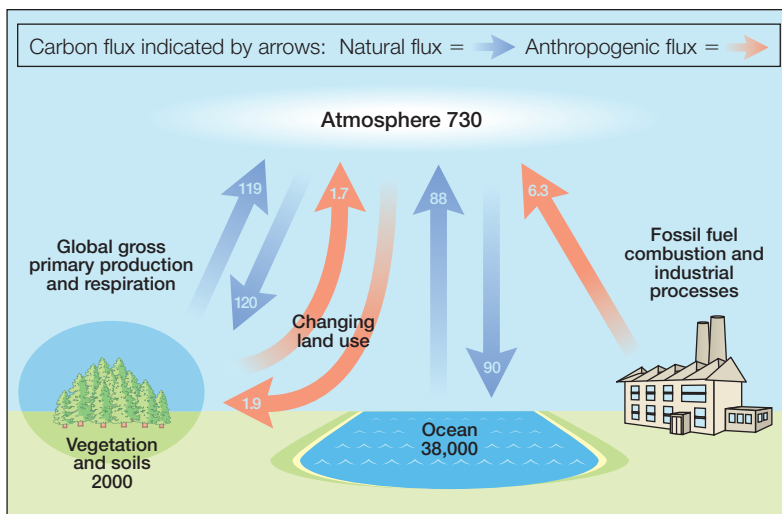 Carbon flux indicated by arrows: Natural flux = Anthropogenic flux =
Atmosphere 730
119
120
1.7
1.9
88
90
6.3
Global gross
primary production
and respiration
Changing
land use
Fossil fuel
combustion and
industrial
processes
Vegetation
and soils
2000
Ocean
38,000